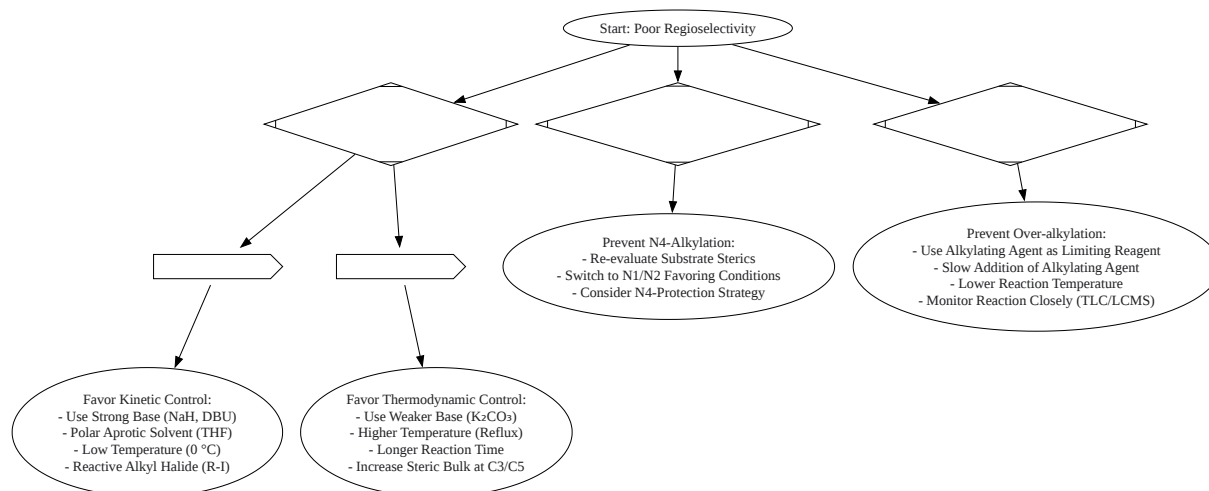 Start: Poor Regioselectivity
Prevent N4-Alkylation:
- Re-evaluate Substrate Sterics
- Switch to N1/N2 Favoring Conditions
- Consider N4-Protection Strategy
Prevent Over-alkylation:
- Use Alkylating Agent as Limiting Reagent
- Slow Addition of Alkylating Agent
- Lower Reaction Temperature
- Monitor Reaction Closely (TLC/LCMS)
Favor Kinetic Control:
- Use Strong Base (NaH, DBU)
- Polar Aprotic Solvent (THF)
- Low Temperature (0 °C)
- Reactive Alkyl Halide (R-I)
Favor Thermodynamic Control:
- Use Weaker Base (K₂CO₃)
- Higher Temperature (Reflux)
- Longer Reaction Time
- Increase Steric Bulk at C3/C5